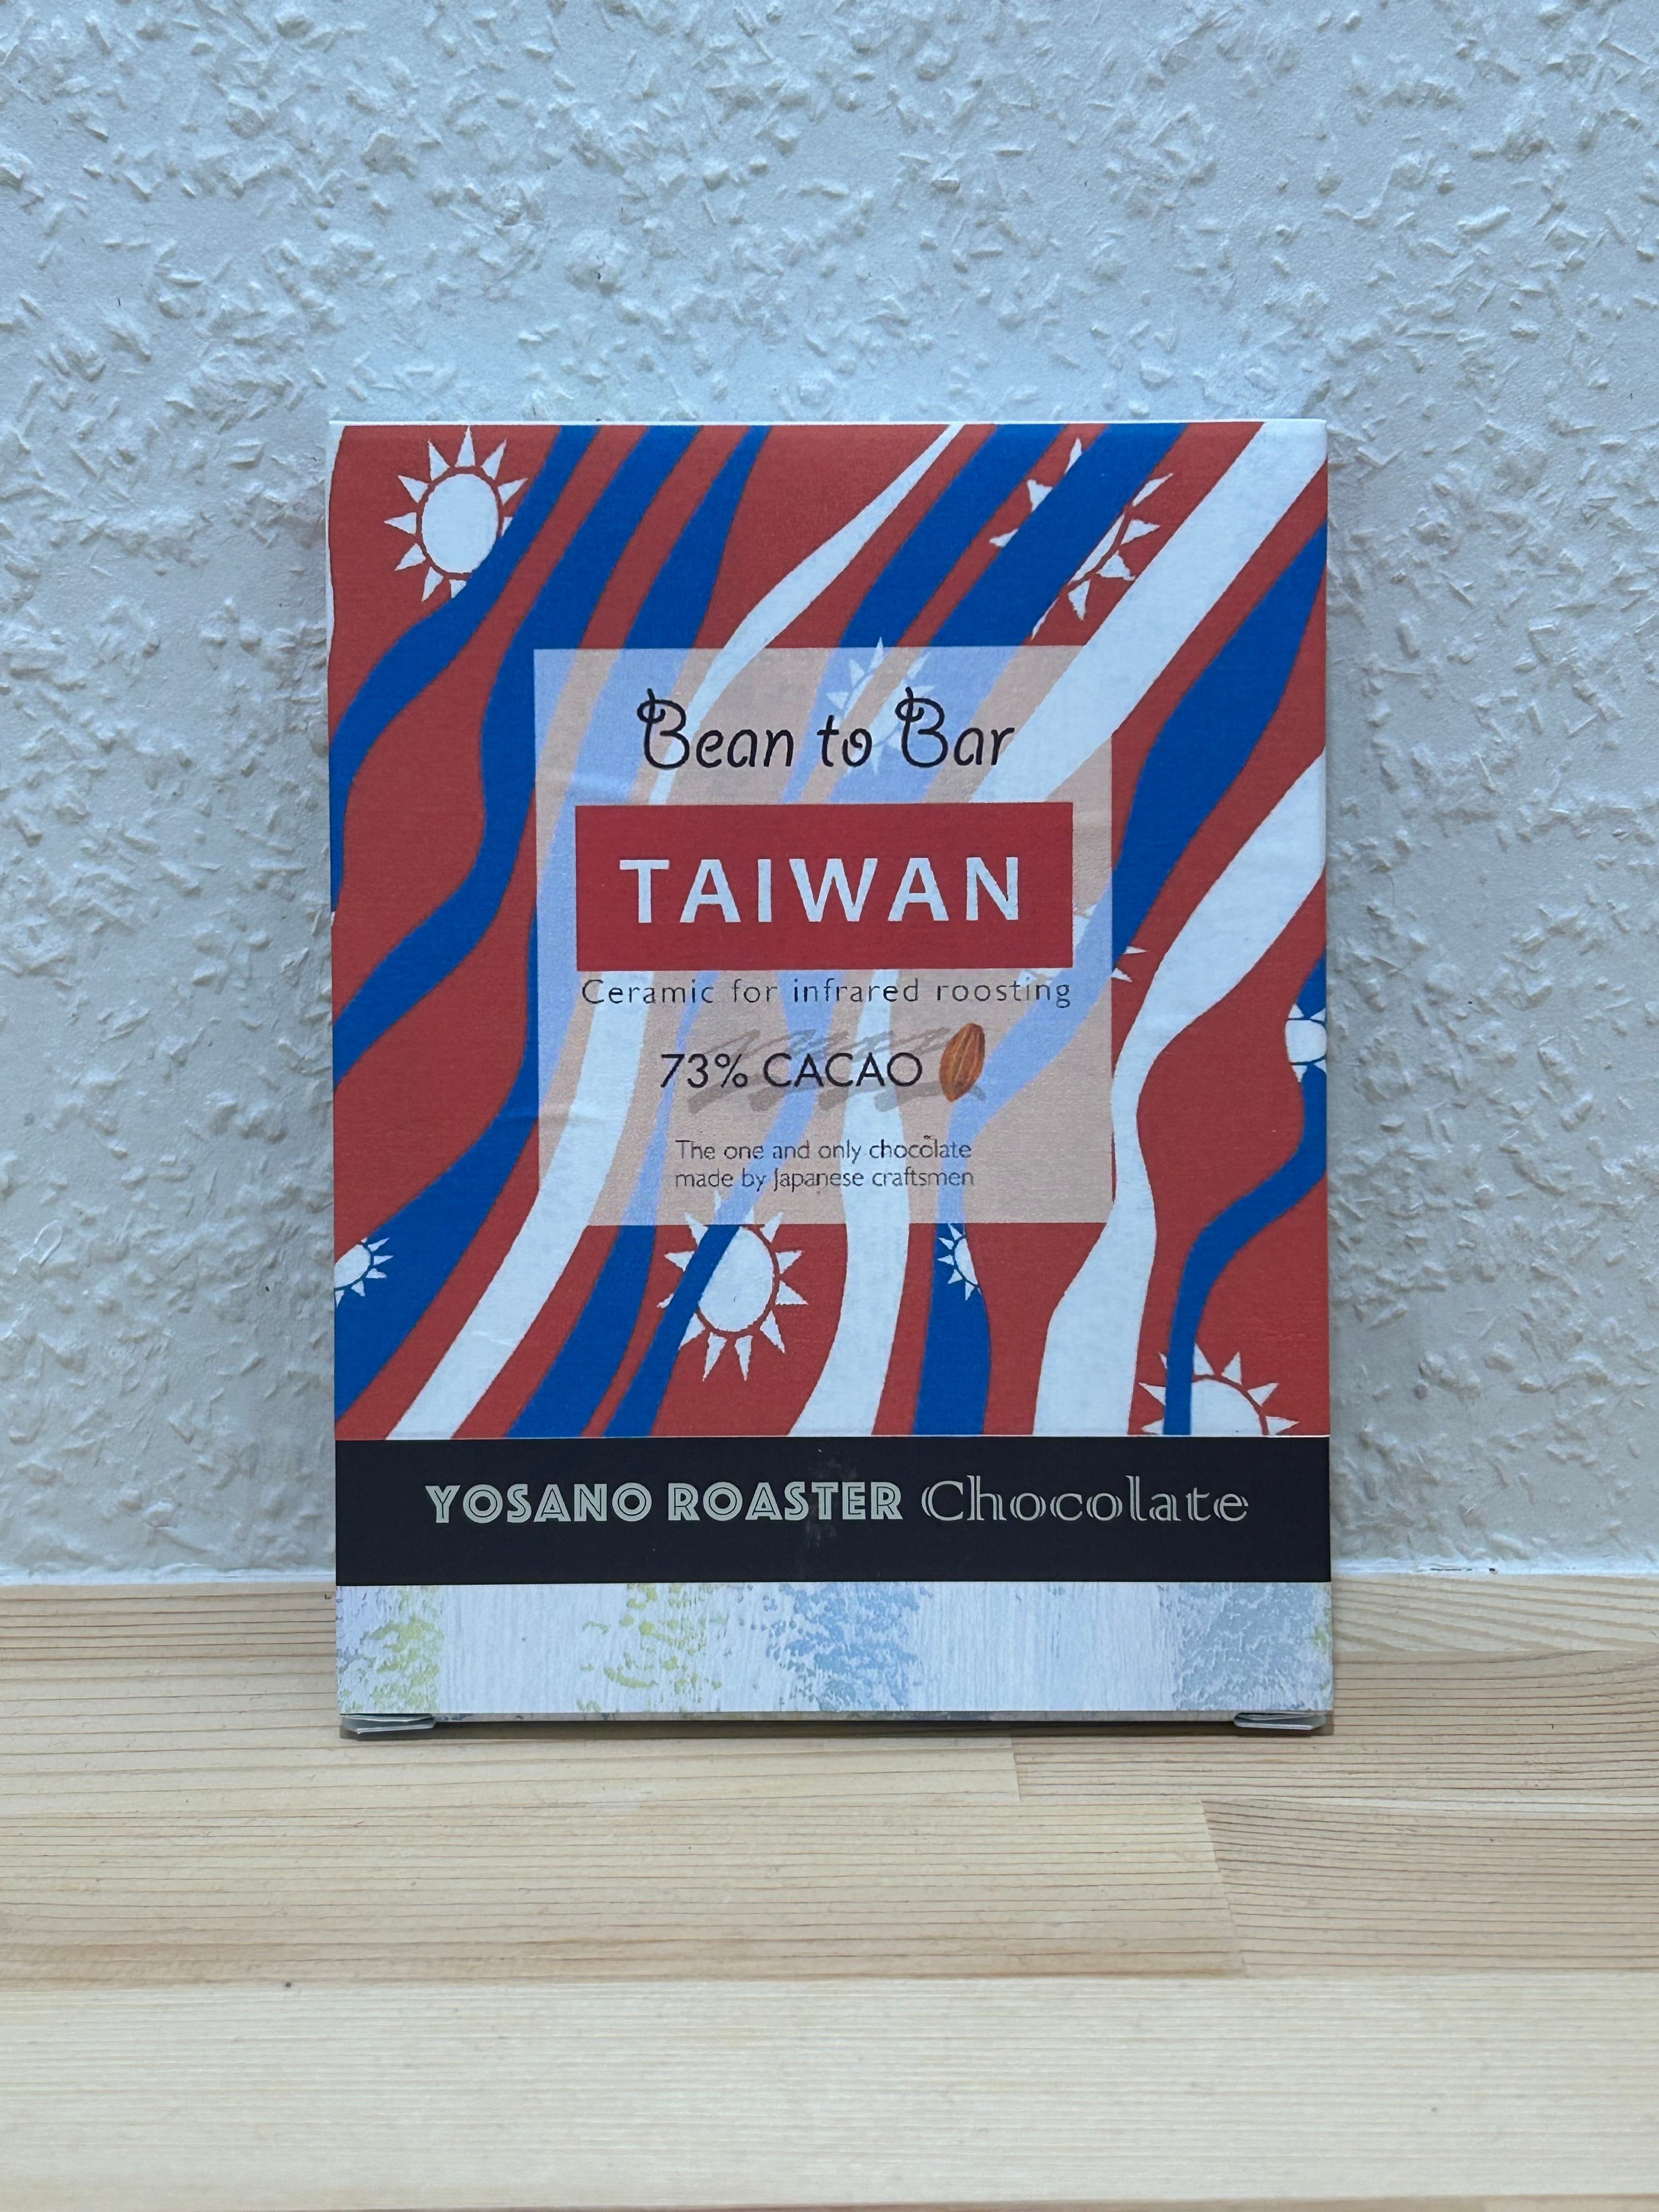 Bean to Bar
TAIWAN
Ceramic for infrared roosting
73% CACAO
The one and only chocolate
made by Japanese craftsmen
YOSANO ROASTER Chocolate